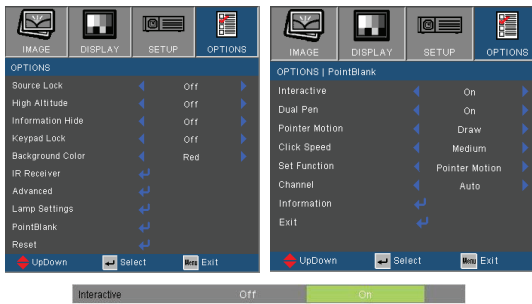 IMAGE DISPLAY SETUP OPTIONS
OPTIONS
Source Lock Off
High Altitude Off
Information Hide Off
Keypad Lock Off
Background Color Red
IR Receiver
Advanced
Lamp Settings
PointBlank
Reset
UpDown Select Menu Exit
IMAGE DISPLAY SETUP OPTIONS
OPTIONS | PointBlank
Interactive On
Dual Pen On
Pointer Motion Draw
Click Speed Medium
Set Function Pointer Motion
Channel Auto
Information
Exit
UpDown Select Menu Exit
Interactive Off On